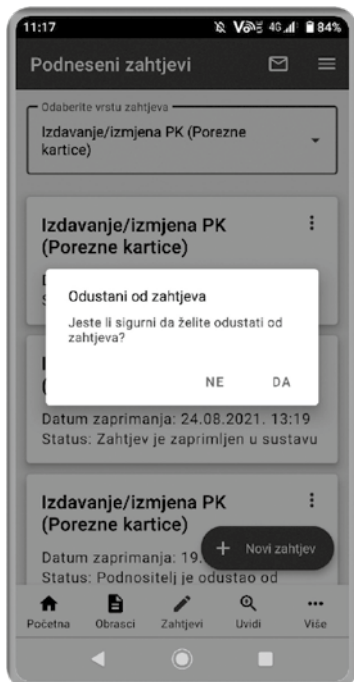 11:17
4G
84%
Podneseni zahtjevi
Odaberite vrstu zahtjeva
Izdavanje/izmjena PK (Porezne
kartice)
Izdavanje/izmjena PK
(Porezne kartice)
Odustani od zahtjeva
Jeste li sigurni da želite odustati od
zahtjeva?
NE DA
Datum zaprimanja: 24.08.2021. 13:19
Status: Zahtjev je zaprimljen u sustavu
Izdavanje/izmjena PK
(Porezne kartice)
Datum zaprimanja: 19.
+ Novi zahtjev
Status: Podnositelj je odustao od
Početna Obrasci Zahtjevi Uvidi Više